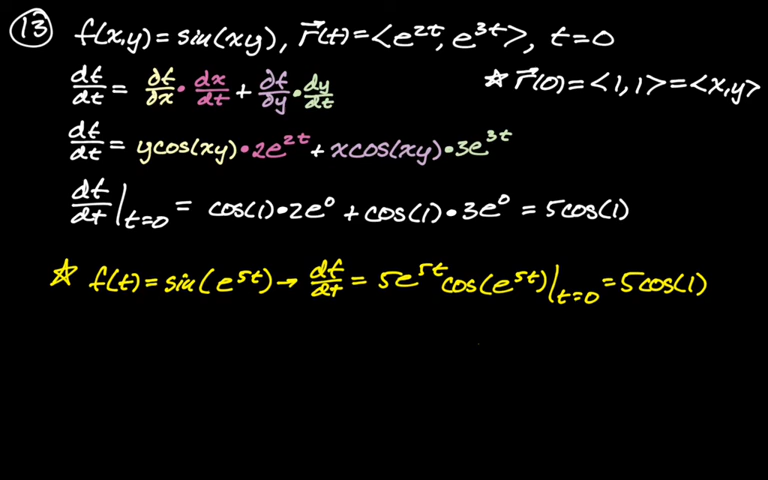 ⑬ f(x,y) = sin(xy), r⃗(t) = <e^{2t}, e^{3t}>, t=0
df/dt = ∂f/∂x · dx/dt + ∂f/∂y · dy/dt ☆ r⃗(0) = <1,1> = <x,y>
df/dt = ycos(xy) · 2e^{2t} + xcos(xy) · 3e^{3t}
df/dt |_{t=0} = cos(1) · 2e^0 + cos(1) · 3e^0 = 5cos(1)
☆ f(t) = sin(e^{5t}) → df/dt = 5e^{5t}cos(e^{5t}) |_{t=0} = 5cos(1)